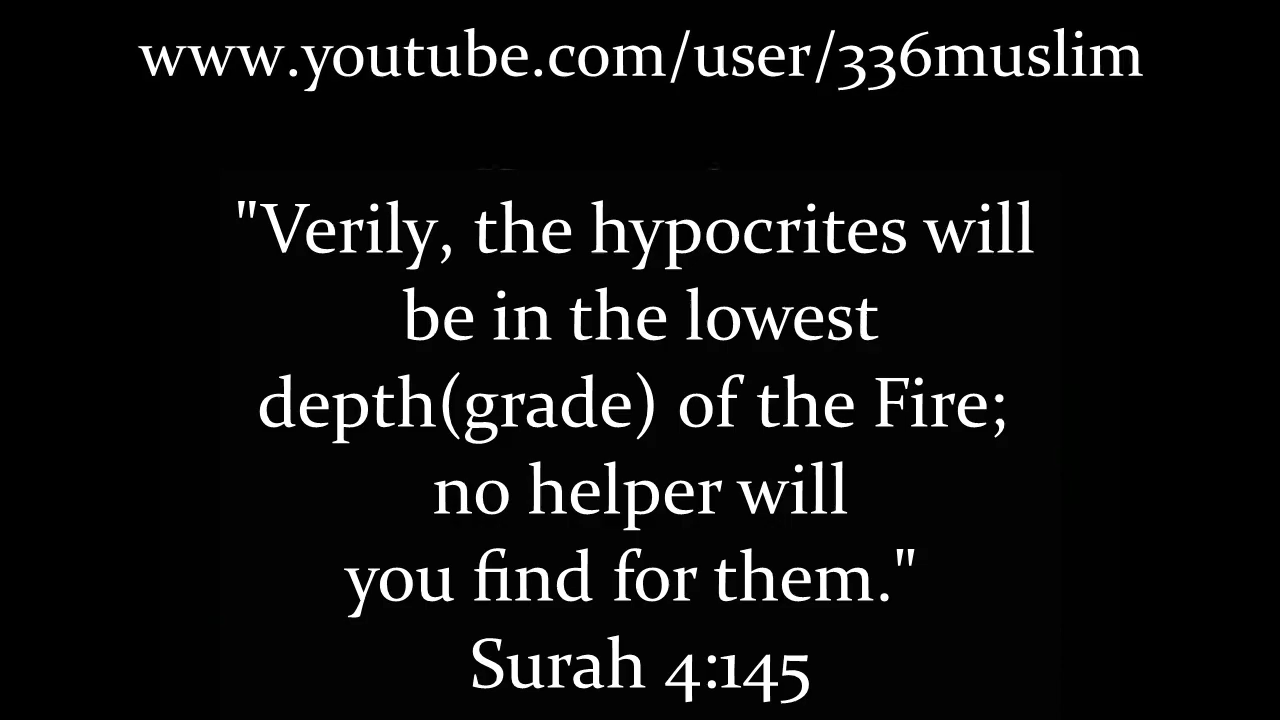 www.youtube.com/user/336muslim
"Verily, the hypocrites will
be in the lowest
depth(grade) of the Fire;
no helper will
you find for them."
Surah 4:145